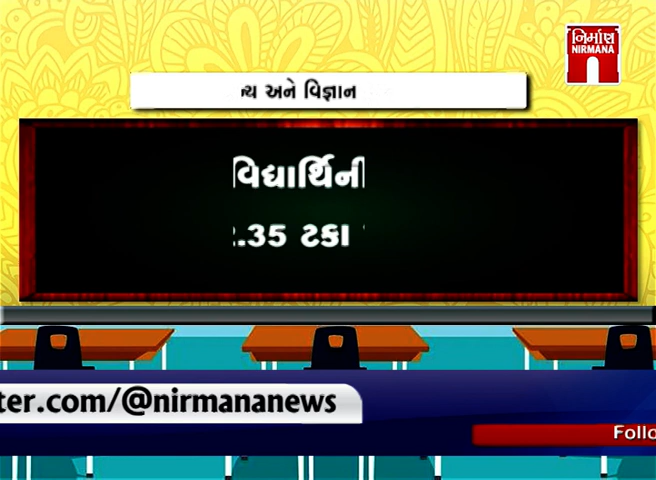 નિર્માણ
NIRMANA
અને વિજ્ઞાન
વિદ્યાર્થિની
.35 ટકા
ter.com/@nirmananews
Follo